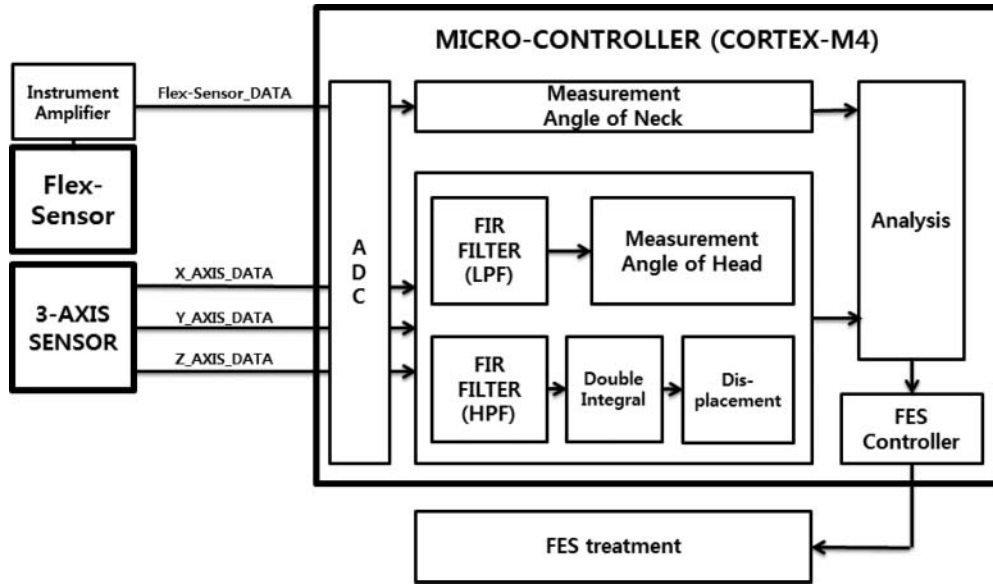 MICRO-CONTROLLER (CORTEX-M4)
Instrument
Amplifier
Flex-Sensor_DATA
Flex-
Sensor
3-AXIS
SENSOR
X_AXIS_DATA
Y_AXIS_DATA
Z_AXIS_DATA
A
D
C
Measurement
Angle of Neck
FIR
FILTER
(LPF)
Measurement
Angle of Head
FIR
FILTER
(HPF)
Double
Integral
Dis-
placement
Analysis
FES
Controller
FES treatment